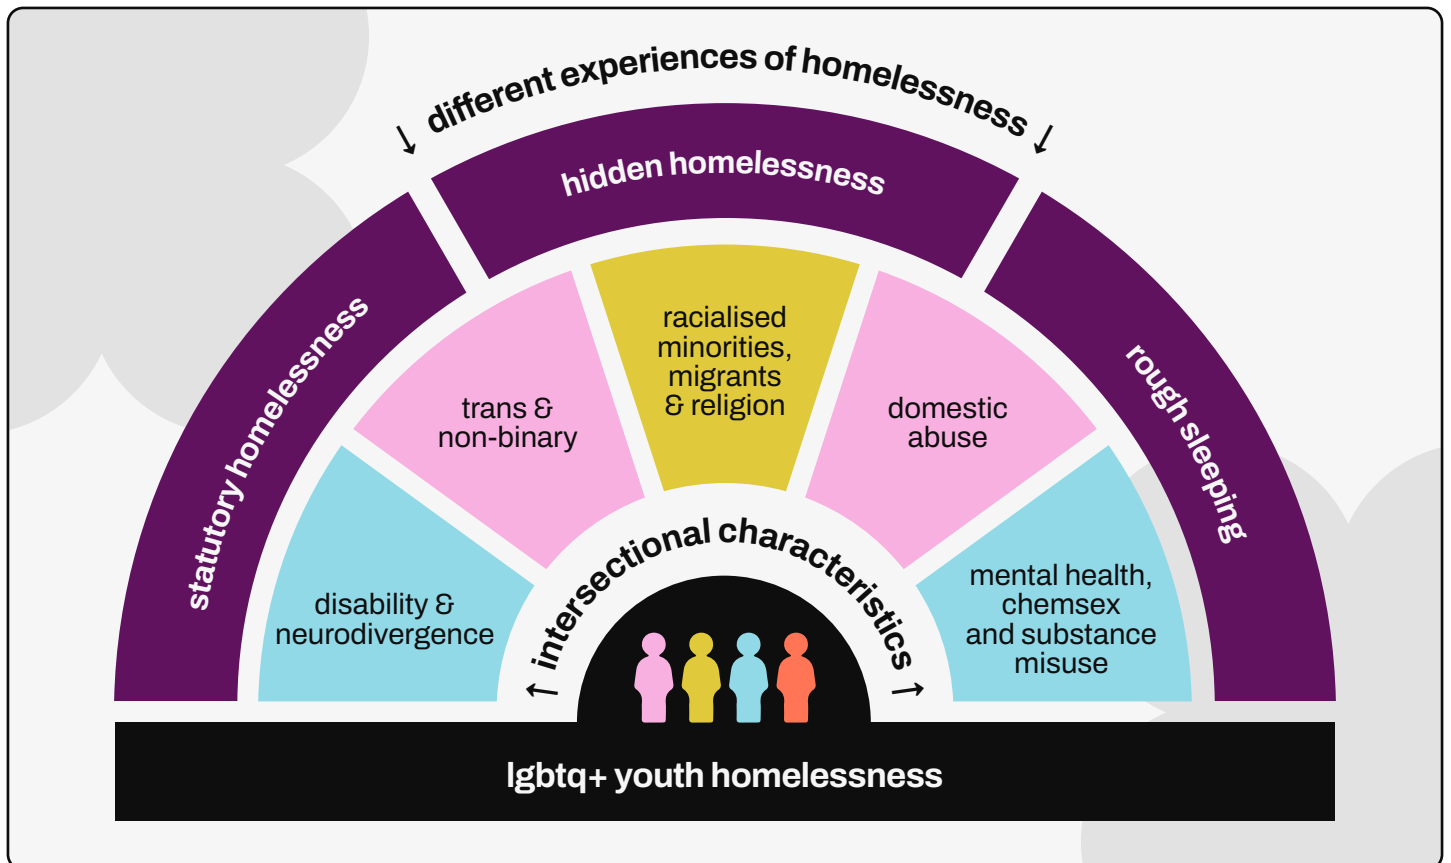 ↓ different experiences of homelessness ↓
hidden homelessness
statutory homelessness
rough sleeping
racialised
minorities,
migrants
& religion
trans &
non-binary
domestic
abuse
disability &
neurodivergence
mental health,
chemsex
and substance
misuse
← intersectional characteristics →
lgbtq+ youth homelessness